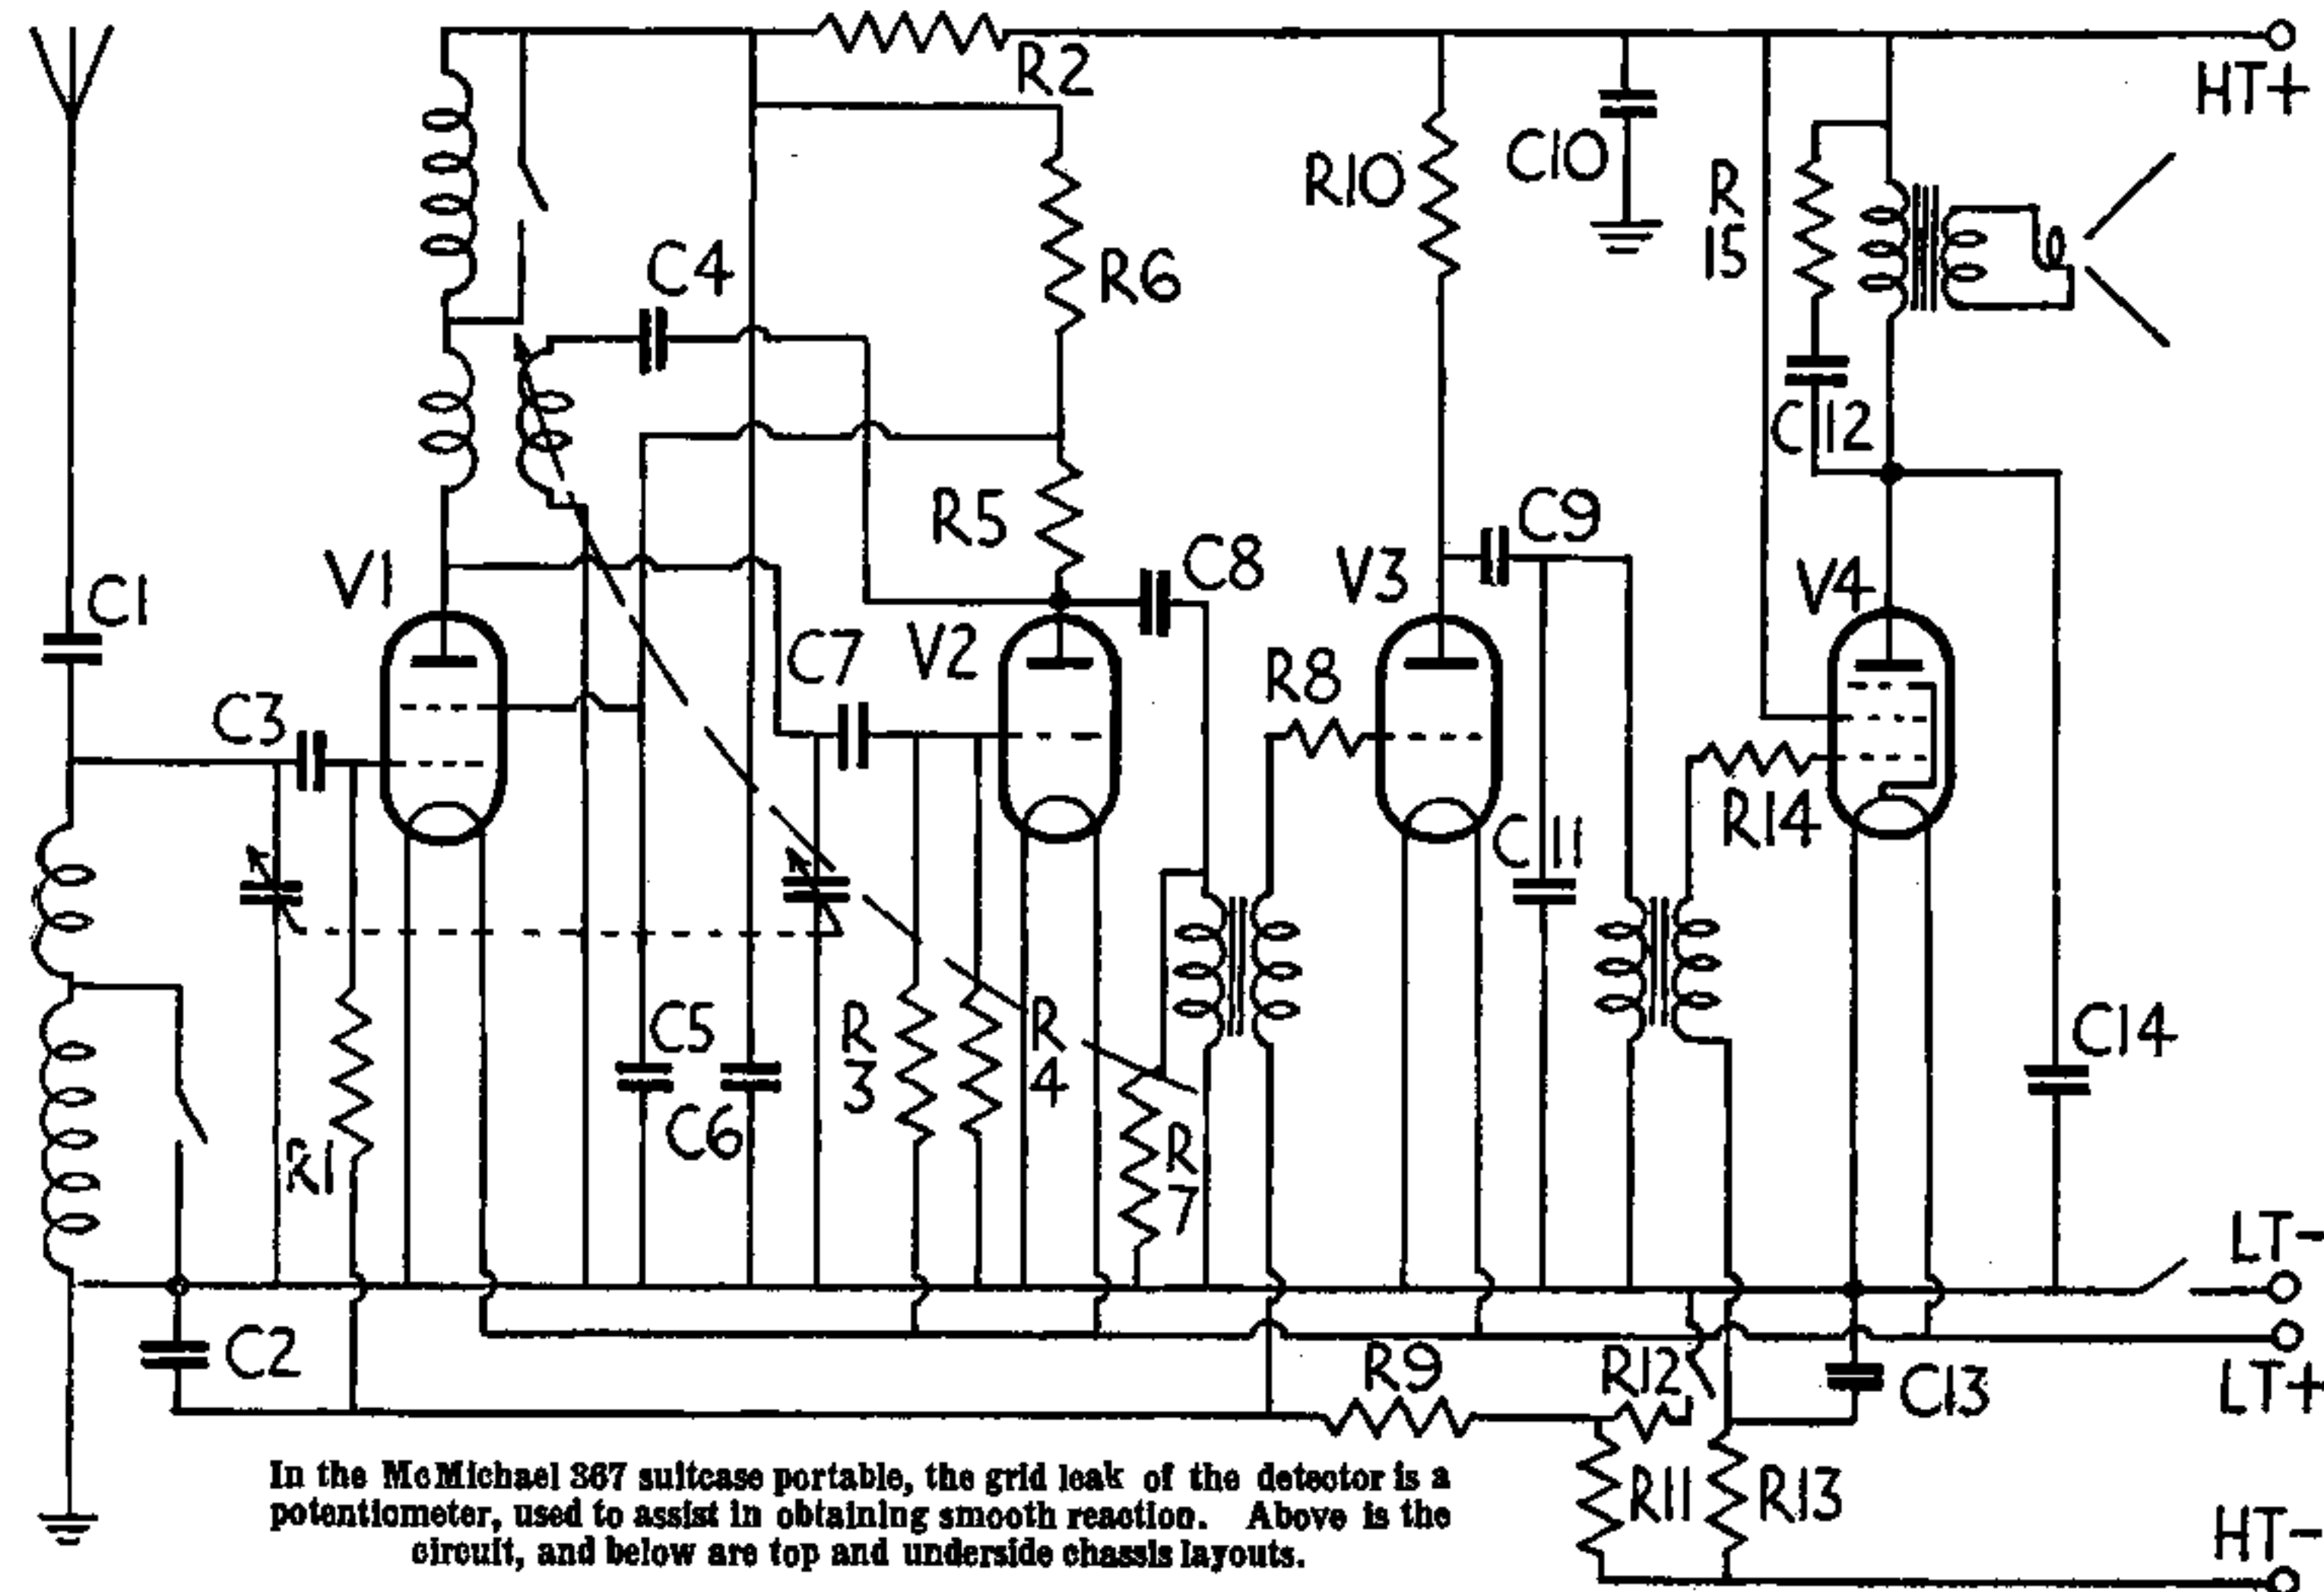 R2
HT+
C10
R10
R
15
C4
R6
C12
R5
C9
C8
V1
V3
V4
C1
C7
V2
R8
C3
R14
C11
C5
R
3
R
4
C14
C6
R1
R
7
LT-
C2
R9
R12
C13
LT+
R11
R13
HT-
In the McMichael 367 suitcase portable, the grid leak of the detector is a
potentiometer, used to assist in obtaining smooth reaction. Above is the
circuit, and below are top and underside chassis layouts.